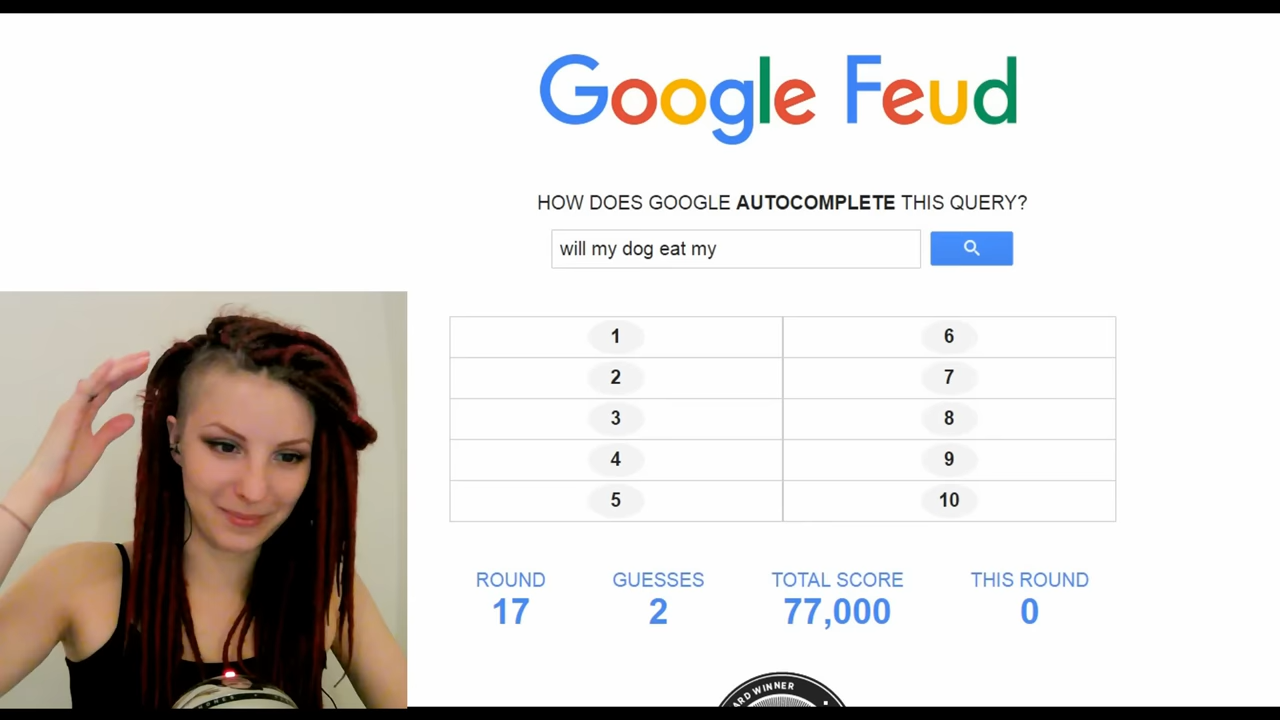 Google Feud
HOW DOES GOOGLE AUTOCOMPLETE THIS QUERY?
will my dog eat my
1 6
2 7
3 8
4 9
5 10
ROUND GUESSES TOTAL SCORE THIS ROUND
17 2 77,000 0
WINNER